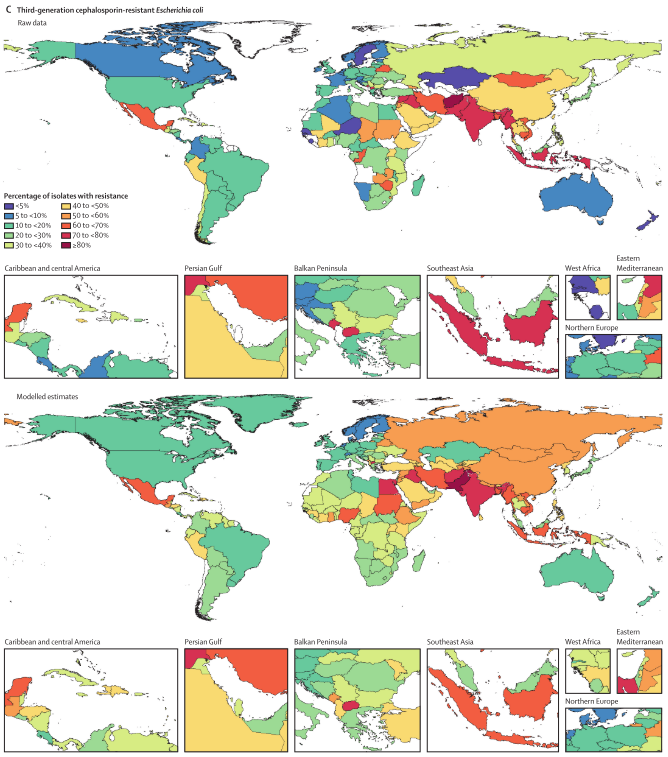 C Third-generation cephalosporin-resistant Escherichia coli
Raw data
Percentage of isolates with resistance
<5% 40 to <50%
5 to <10% 50 to <60%
10 to <20% 60 to <70%
20 to <30% 70 to <80%
30 to <40% ≥80%
Caribbean and central America Persian Gulf Balkan Peninsula Southeast Asia West Africa Eastern Mediterranean
Northern Europe
Modelled estimates
Caribbean and central America Persian Gulf Balkan Peninsula Southeast Asia West Africa Eastern Mediterranean
Northern Europe